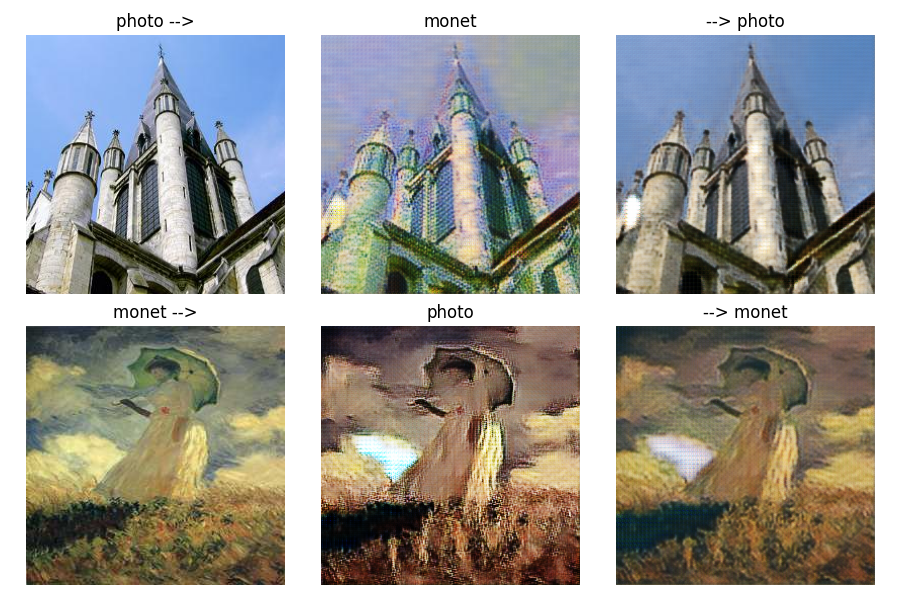 photo -->
monet
--> photo
monet -->
photo
--> monet